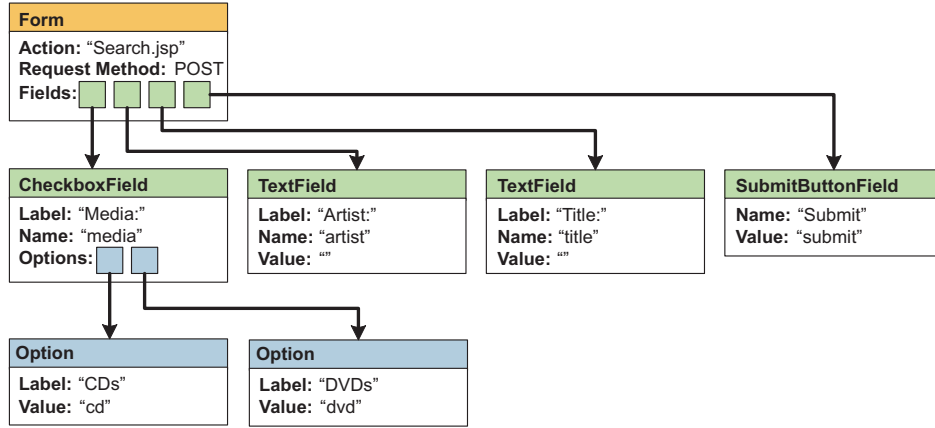 Form
Action: “Search.jsp”
Request Method: POST
Fields:
CheckboxField
Label: “Media:”
Name: “media”
Options:
TextField
Label: “Artist:”
Name: “artist”
Value: “”
TextField
Label: “Title:”
Name: “title”
Value: “”
SubmitButtonField
Name: “Submit”
Value: “submit”
Option
Label: “CDs”
Value: “cd”
Option
Label: “DVDs”
Value: “dvd”